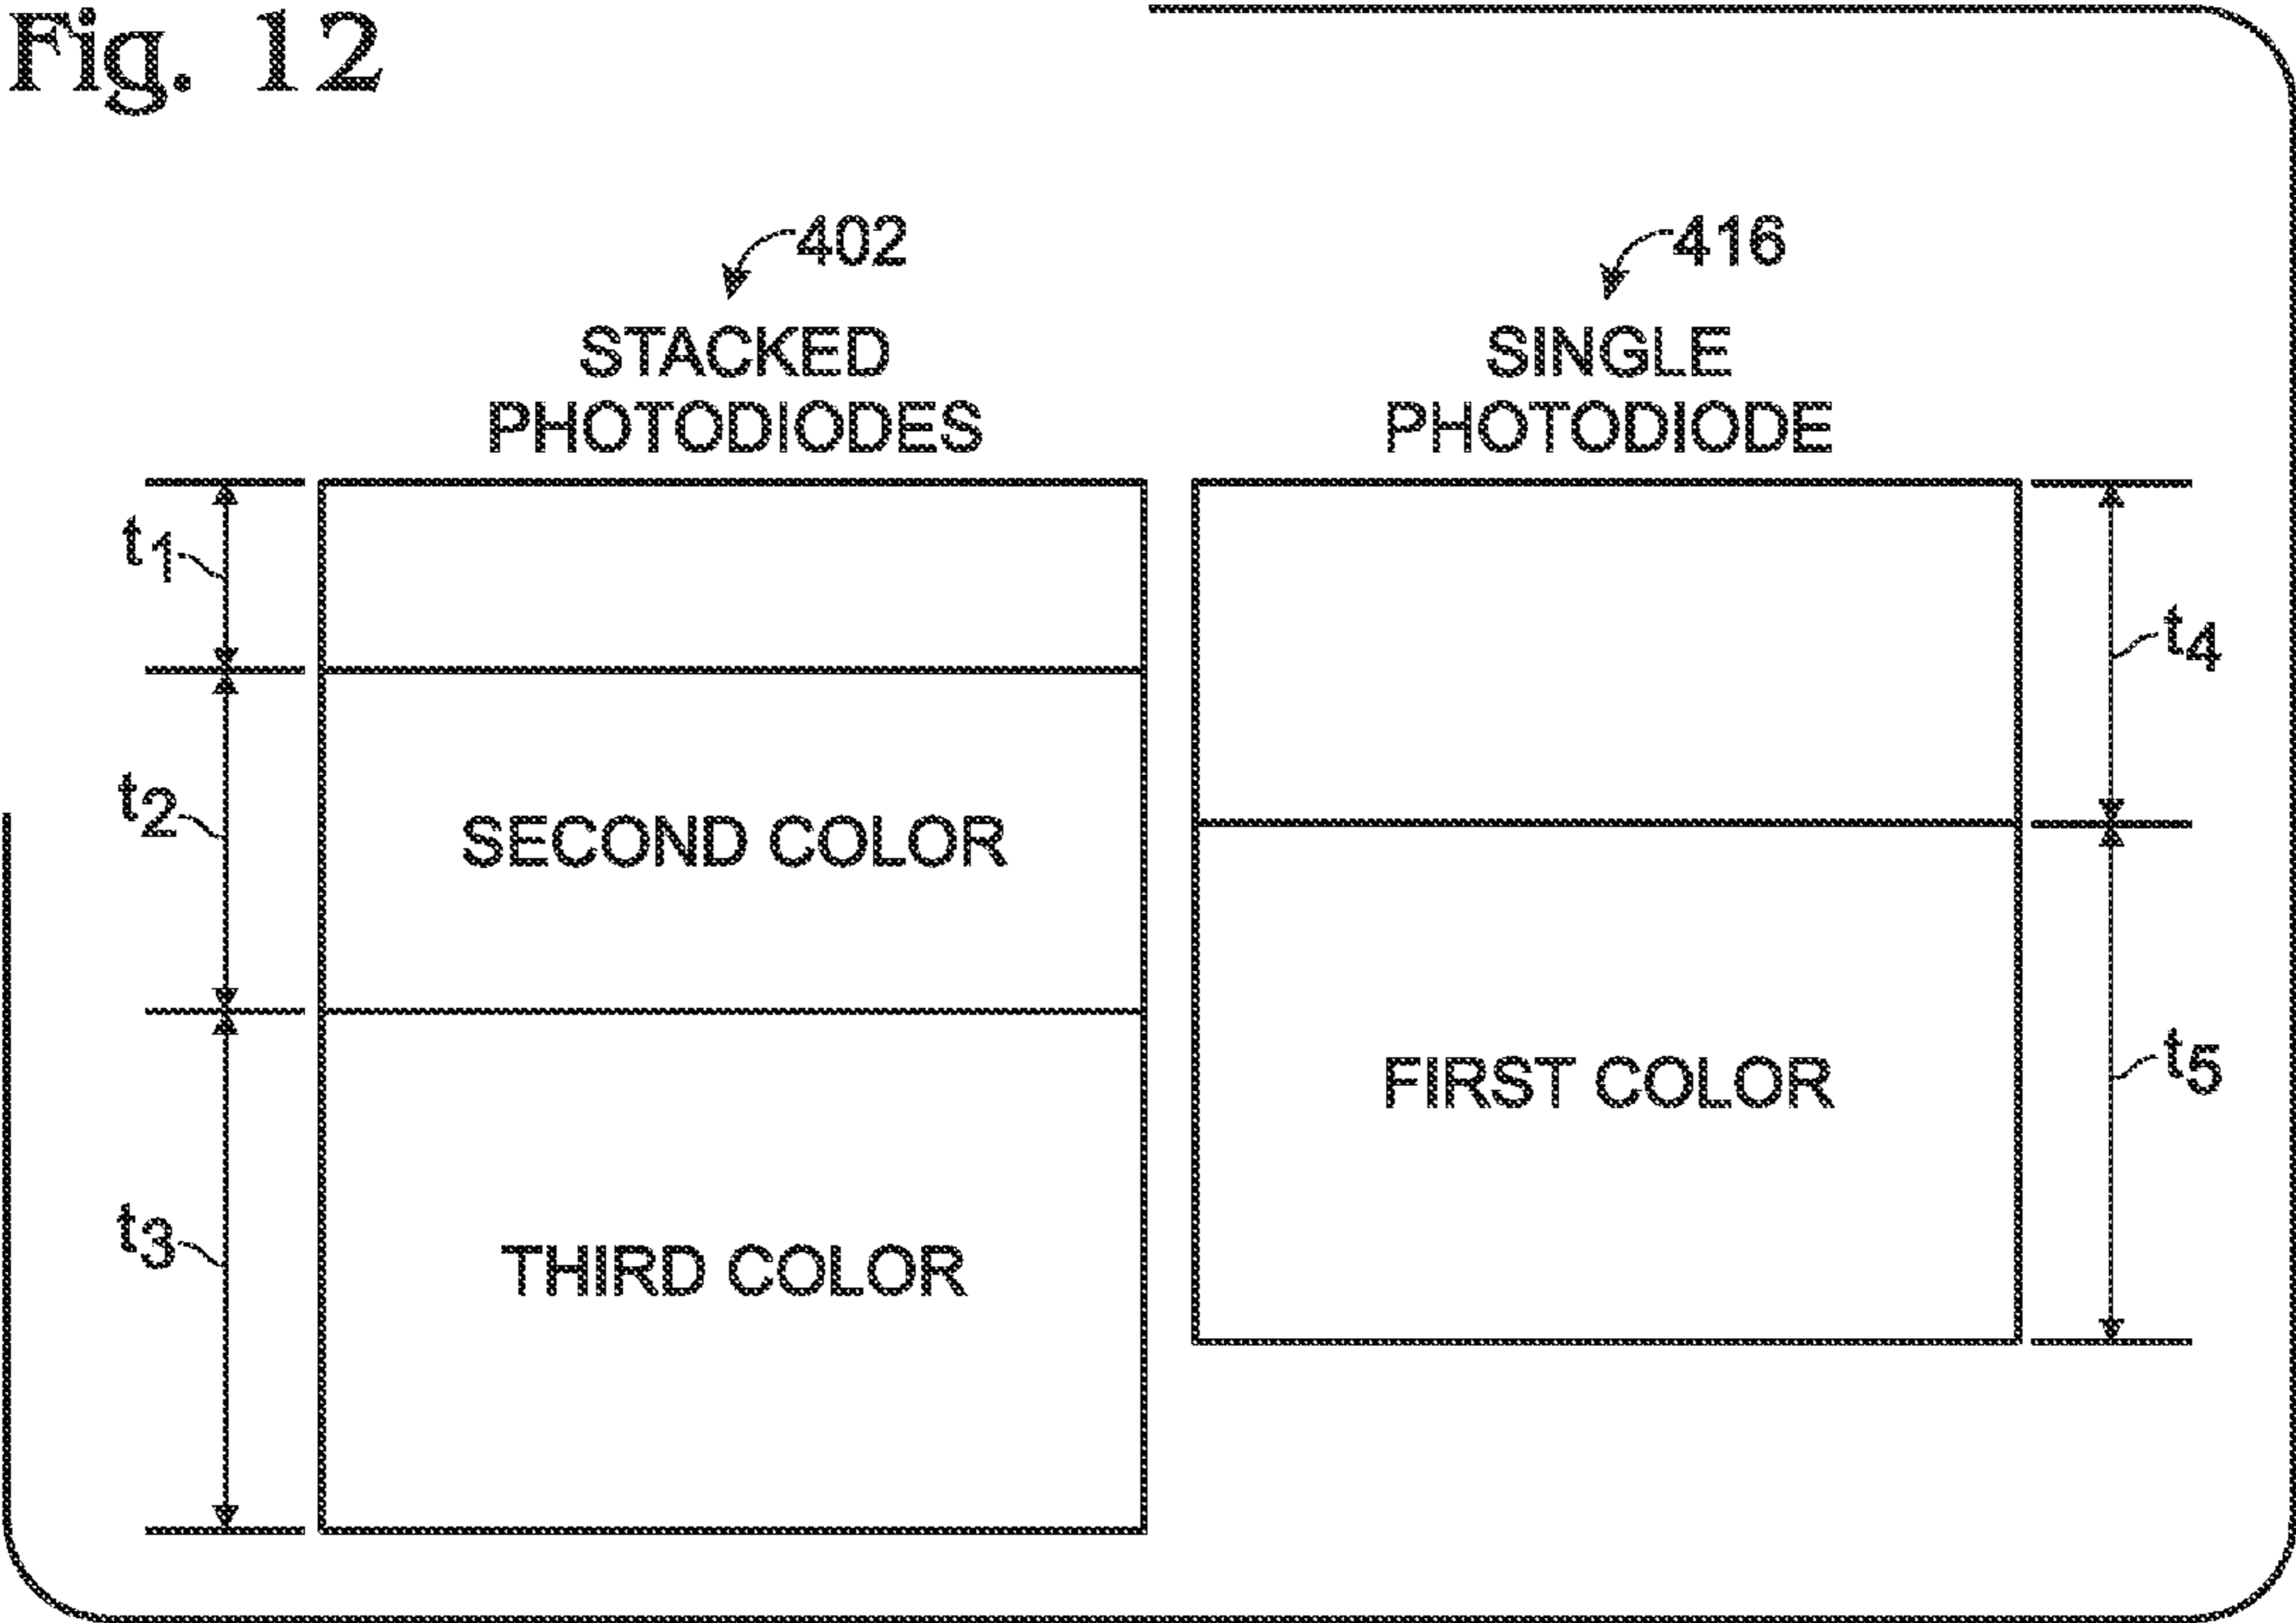 Fig. 12
402
416
STACKED
PHOTODIODES
SINGLE
PHOTODIODE
t1
t2
t3
SECOND COLOR
THIRD COLOR
FIRST COLOR
t4
t5